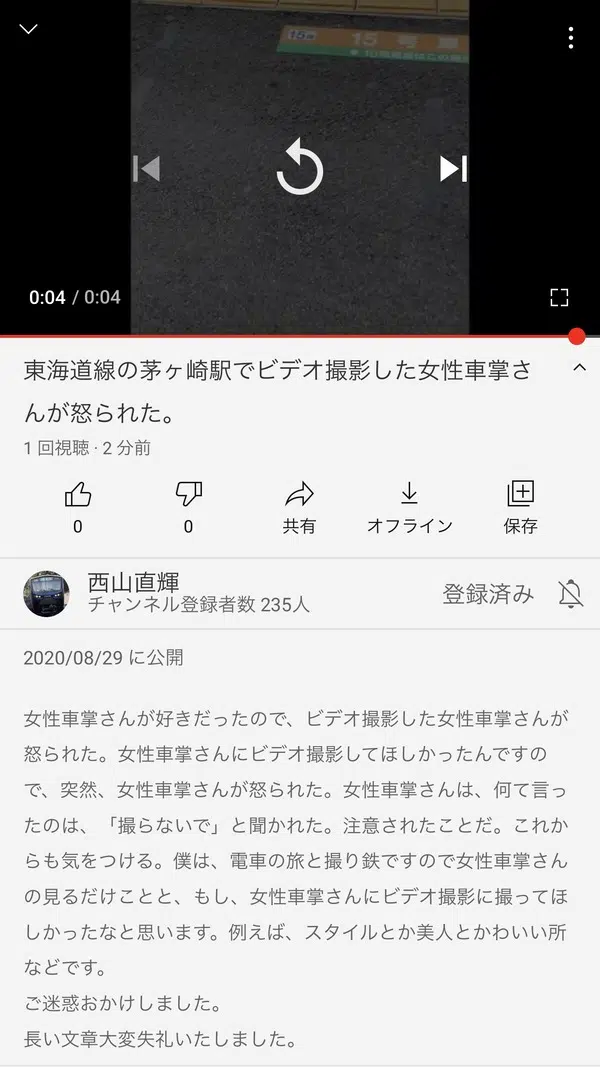 15両
15 号車
0:04 / 0:04
東海道線の茅ヶ崎駅でビデオ撮影した女性車掌さ
んが怒られた。
1 回視聴 · 2 分前
0
0
共有
オフライン
保存
西山直輝
チャンネル登録者数 235人
登録済み
2020/08/29 に公開
女性車掌さんが好きだったので、ビデオ撮影した女性車掌さんが
怒られた。女性車掌さんにビデオ撮影してほしかったんですの
で、突然、女性車掌さんが怒られた。女性車掌さんは、何て言っ
たのは、「撮らないで」と聞かれた。注意されたことだ。これか
らも気をつける。僕は、電車の旅と撮り鉄ですので女性車掌さん
の見るだけことと、もし、女性車掌さんにビデオ撮影に撮ってほ
しかったなと思います。例えば、スタイルとか美人とかわいい所
などです。
ご迷惑おかけしました。
長い文章大変失礼いたしました。